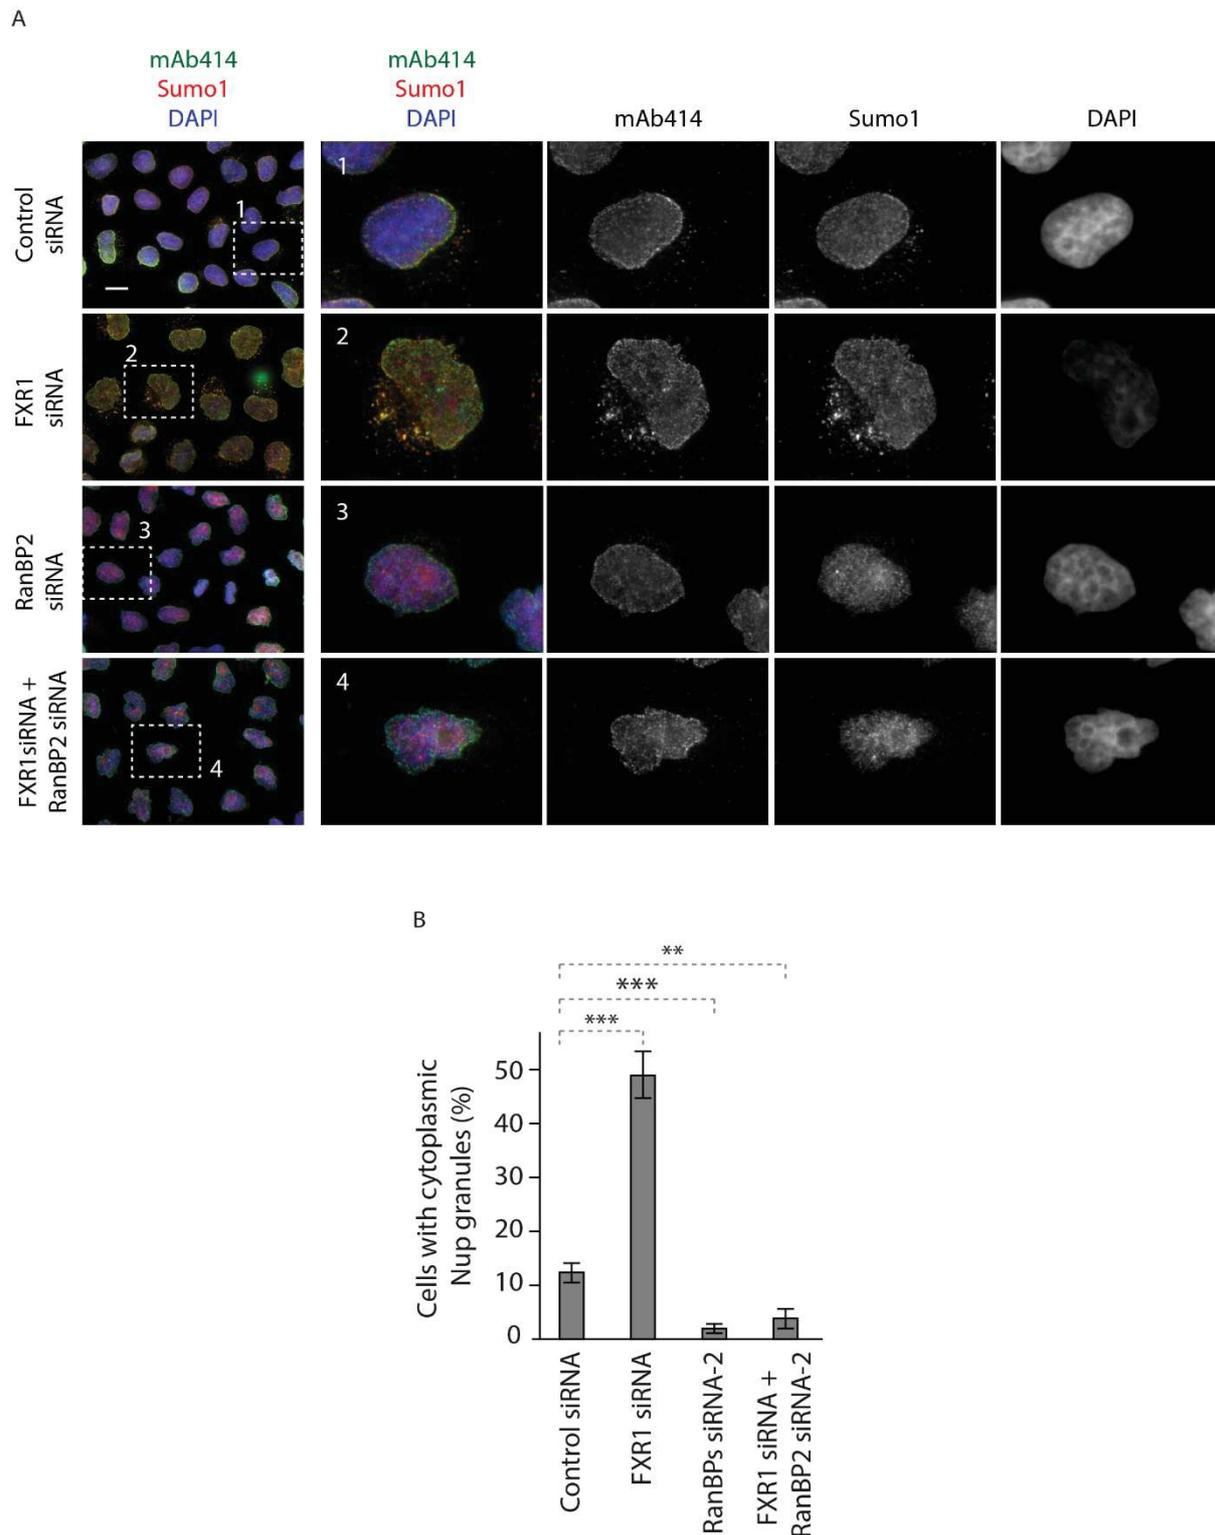 A
mAb414
Sumo1
DAPI
mAb414
Sumo1
DAPI
mAb414
Sumo1
DAPI
Control
siRNA
1
1
FXR1
siRNA
2
2
RanBP2
siRNA
3
3
FXR1siRNA +
RanBP2 siRNA
4
4
B
**
***
***
Cells with cytoplasmic
Nup granules (%)
50
40
30
20
10
0
Control siRNA
FXR1 siRNA
RanBPs siRNA-2
FXR1 siRNA +
RanBP2 siRNA-2